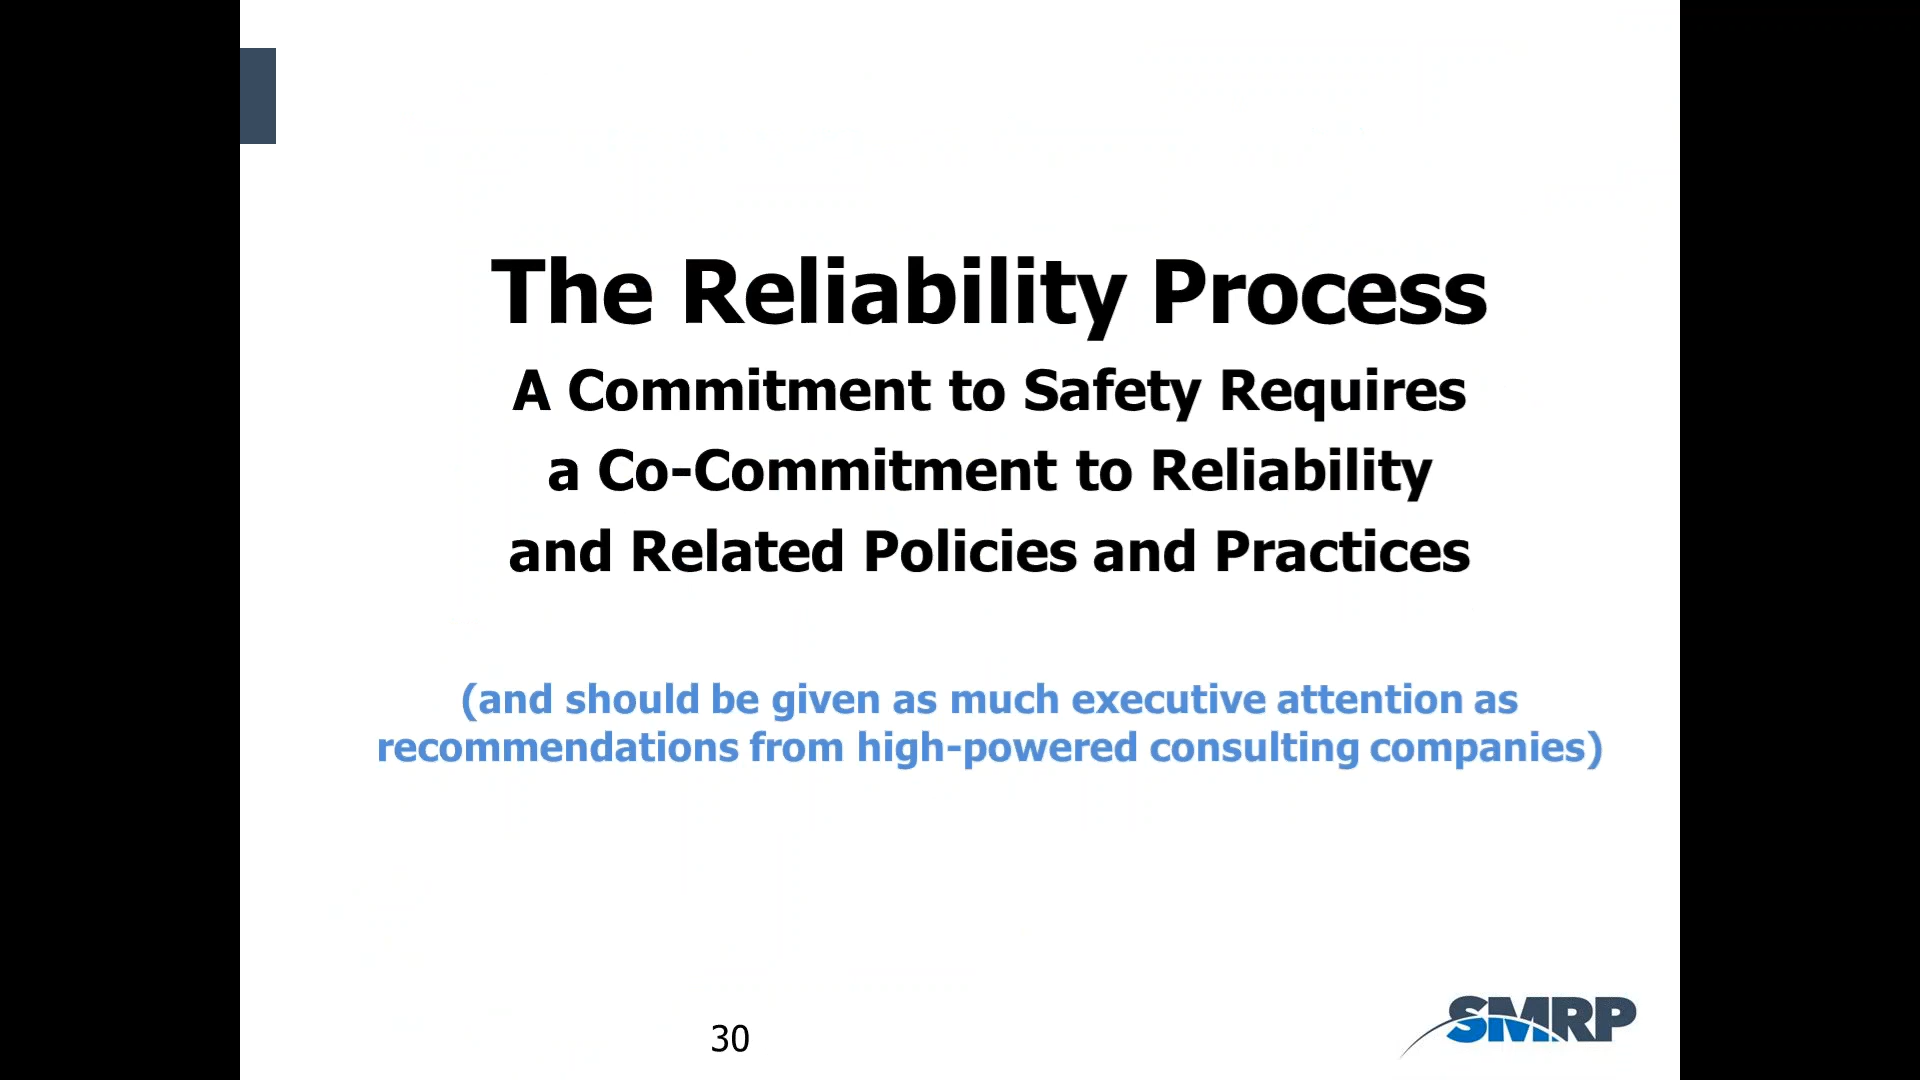 The Reliability Process
A Commitment to Safety Requires
a Co-Commitment to Reliability
and Related Policies and Practices
(and should be given as much executive attention as
recommendations from high-powered consulting companies)
30
SMRP